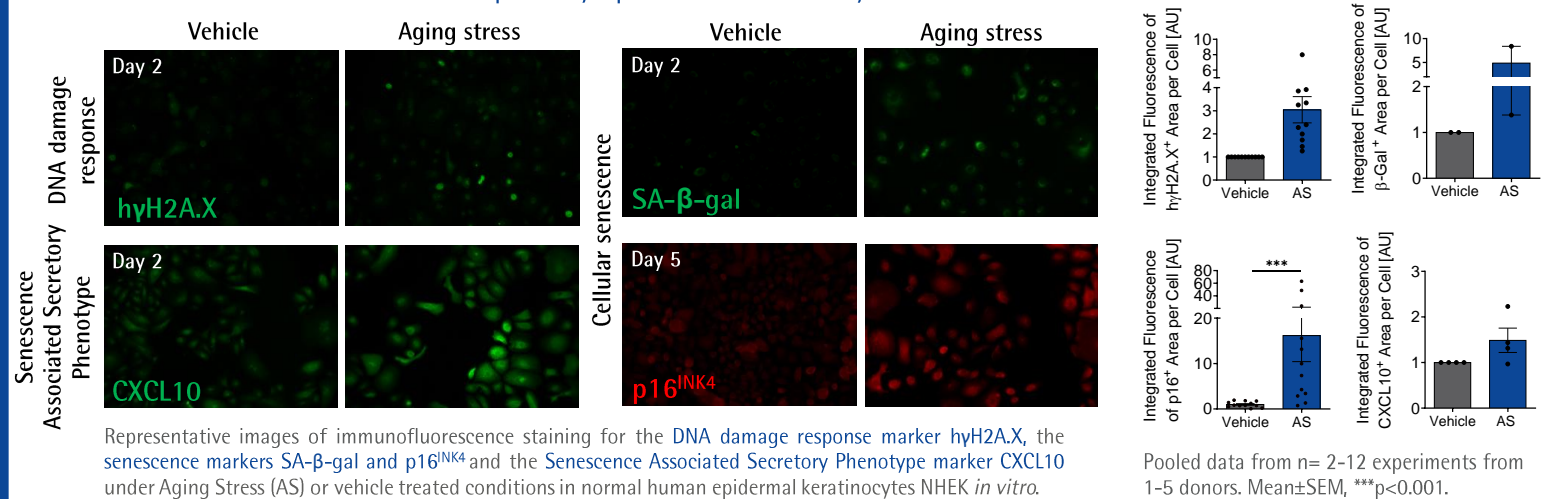 Vehicle
Aging stress
Vehicle
Aging stress
DNA damage
response
Day 2
hγH2A.X
Senescence
Associated Secretory
Phenotype
Day 2
CXCL10
Cellular senescence
Day 2
SA-β-gal
Day 5
p16INK4
Representative images of immunofluorescence staining for the DNA damage response marker hγH2A.X, the
senescence markers SA-β-gal and p16INK4 and the Senescence Associated Secretory Phenotype marker CXCL10
under Aging Stress (AS) or vehicle treated conditions in normal human epidermal keratinocytes NHEK in vitro.
Integrated Fluorescence of
hγH2A.X+ Area per Cell [AU]
10
8
6
4
3
2
1
0
Vehicle
AS
Integrated Fluorescence of
β-Gal + Area per Cell [AU]
10
5
2
1
0
Vehicle
AS
Integrated Fluorescence
of p16+ Area per Cell [AU]
80
60
40
20
10
0
***
Vehicle
AS
Integrated Fluorescence of
CXCL10+ Area per Cell [AU]
3
2
1
0
Vehicle
AS
Pooled data from n= 2-12 experiments from
1-5 donors. Mean±SEM, ***p<0.001.